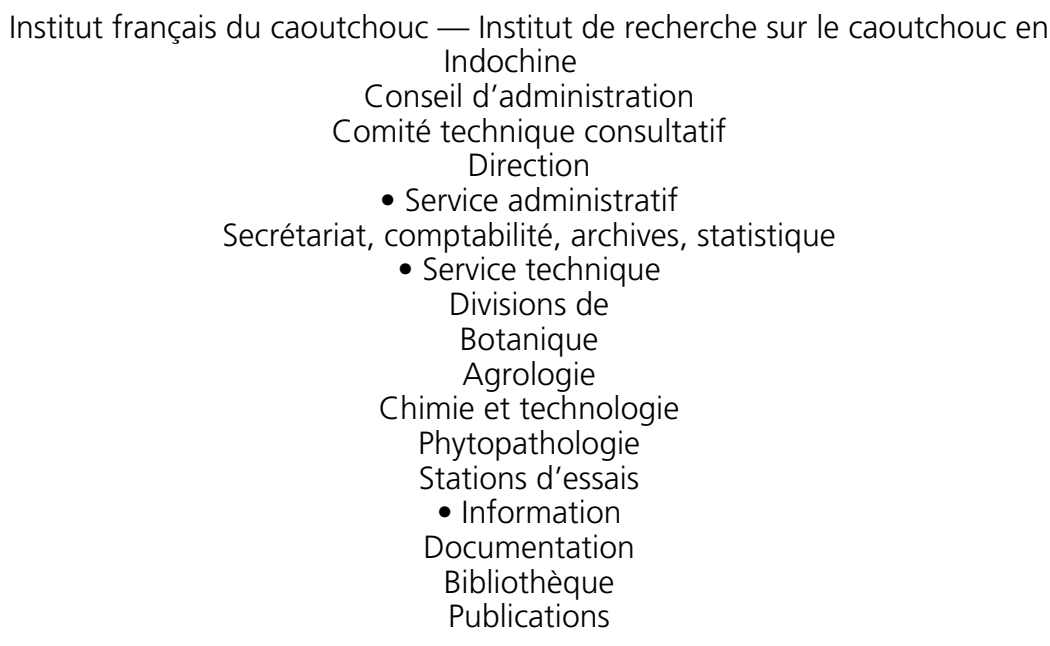 Institut français du caoutchouc — Institut de recherche sur le caoutchouc en
Indochine
Conseil d’administration
Comité technique consultatif
Direction
• Service administratif
Secrétariat, comptabilité, archives, statistique
• Service technique
Divisions de
Botanique
Agrologie
Chimie et technologie
Phytopathologie
Stations d’essais
• Information
Documentation
Bibliothèque
Publications